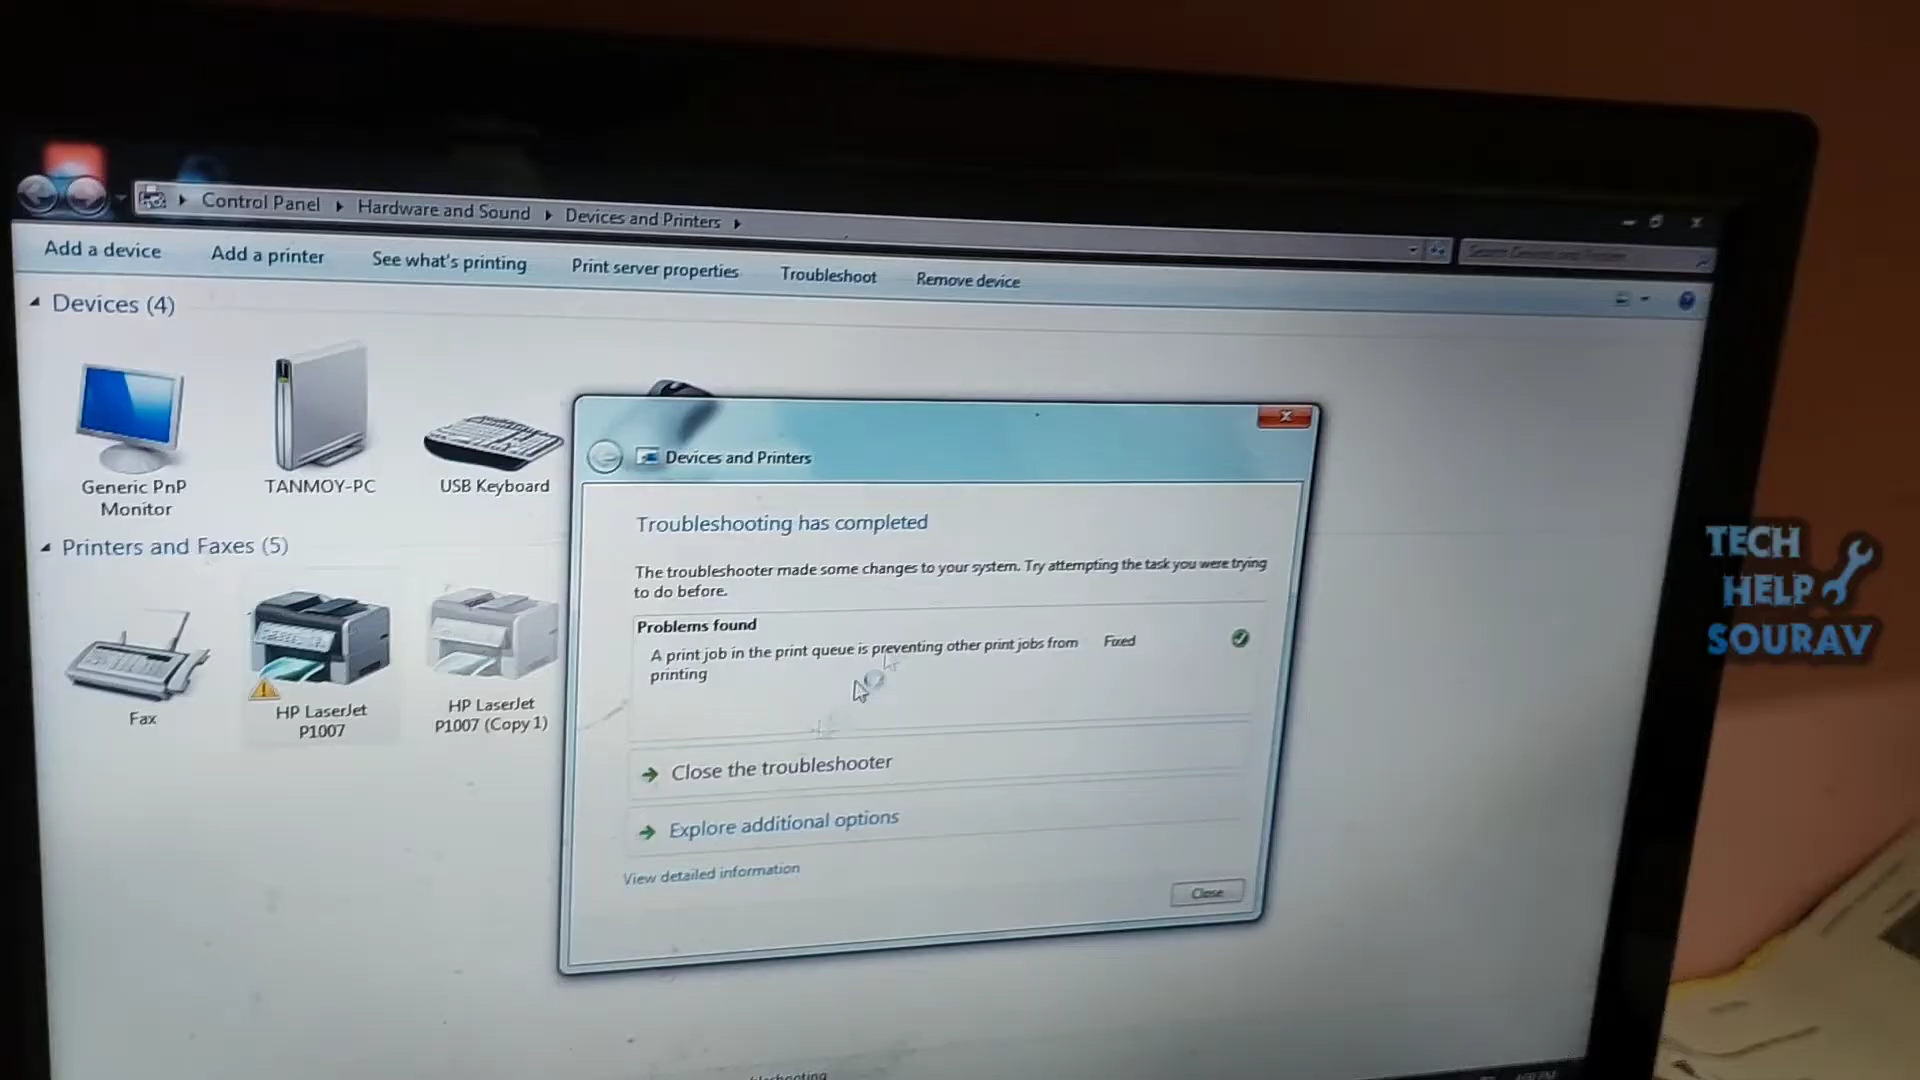 Control Panel
Hardware and Sound
Devices and Printers
Add a device
Add a printer
See what's printing
Print server properties
Troubleshoot
Remove device
Devices (4)
Generic PnP
Monitor
TANMOY-PC
USB Keyboard
Printers and Faxes (5)
Fax
HP LaserJet
P1007
HP LaserJet
P1007 (Copy 1)
Devices and Printers
Troubleshooting has completed
The troubleshooter made some changes to your system. Try attempting the task you were trying
to do before.
Problems found
A print job in the print queue is preventing other print jobs from
printing
Fixed
Close the troubleshooter
Explore additional options
View detailed information
Close
TECH
HELP
SOURAV